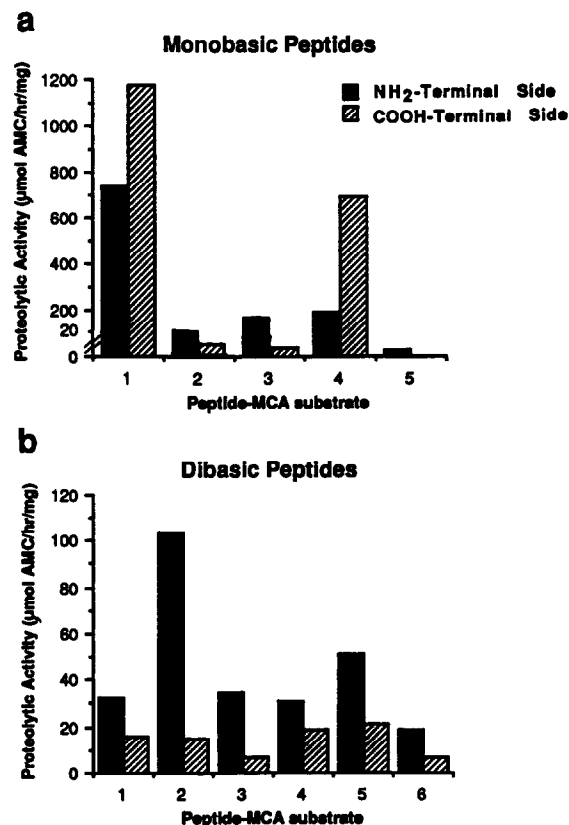 a
Monobasic Peptides
Proteolytic Activity (µmol AMC/hr/mg)
1200
1000
800
600
400
200
20
0
NH2-Terminal Side
COOH-Terminal Side
1 2 3 4 5
Peptide-MCA substrate
b
Dibasic Peptides
Proteolytic Activity (µmol AMC/hr/mg)
120
100
80
60
40
20
0
1 2 3 4 5 6
Peptide-MCA substrate